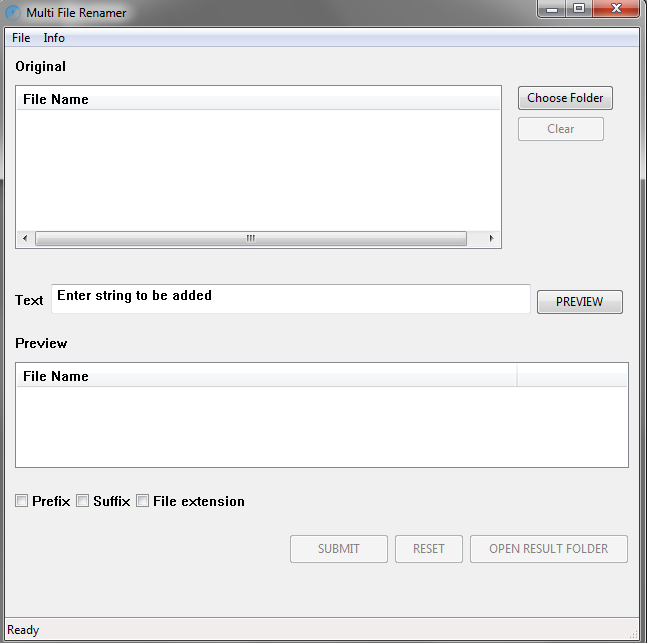 Multi File Renamer
File Info
Original
File Name
Choose Folder
Clear
Text Enter string to be added PREVIEW
Preview
File Name
Prefix Suffix File extension
SUBMIT RESET OPEN RESULT FOLDER
Ready